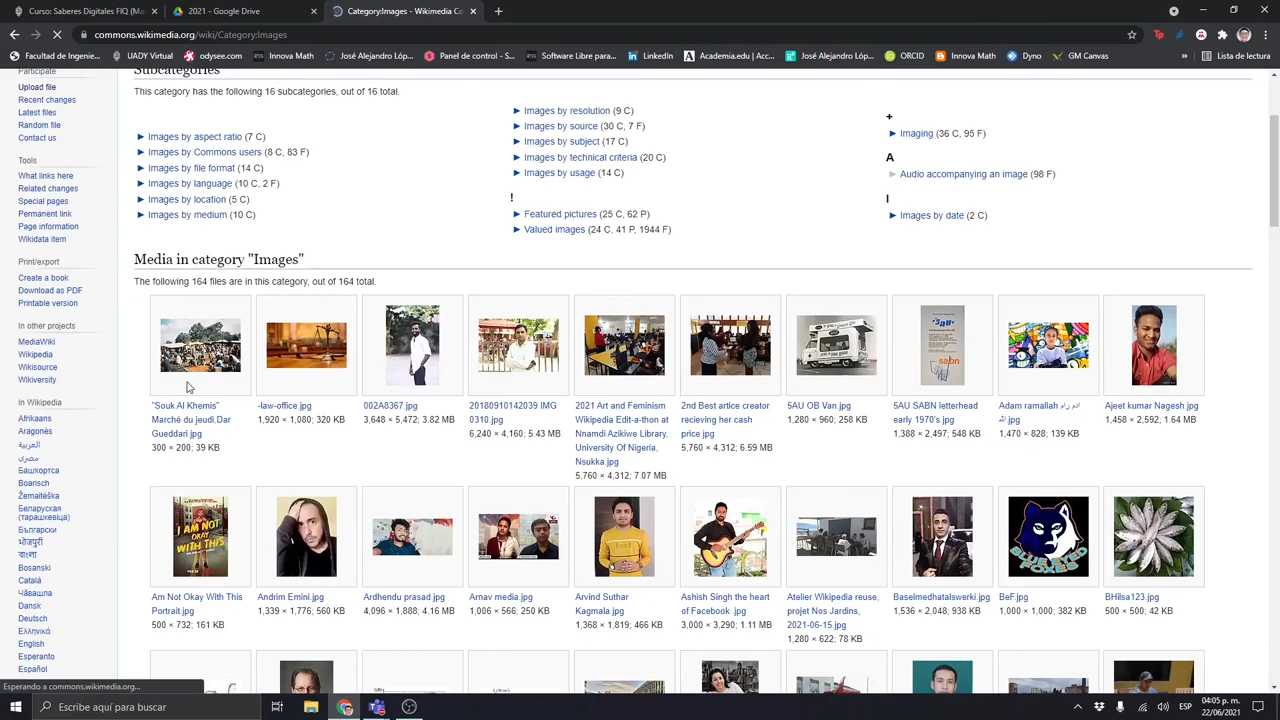 Curso: Saberes Digitales FIQ (Ma
2021 - Google Drive
Category:Images - Wikimedia Co
commons.wikimedia.org/wiki/Category:Images
Facultad de Ingenie...
UADY Virtual
odysee.com
Innova Math
José Alejandro Lóp...
Panel de control - S...
Software Libre para...
LinkedIn
Academia.edu | Acc...
José Alejandro Lóp...
ORCID
Innova Math
Dyno
GM Canvas
»
Lista de lectura
Participate
Upload file
Recent changes
Latest files
Random file
Contact us
Tools
What links here
Related changes
Special pages
Permanent link
Page information
Wikidata item
Print/export
Create a book
Download as PDF
Printable version
In other projects
MediaWiki
Wikipedia
Wikisource
Wikiversity
In Wikipedia
Afrikaans
Aragonés
العربية
مصرى
Башҡортса
Boarisch
Žemaitėška
Беларуская
(тарашкевіца)
Български
भोजपुरी
বাংলা
Bosanski
Català
Чӑвашла
Dansk
Deutsch
Ελληνικά
English
Esperanto
Español
Subcategories
This category has the following 16 subcategories, out of 16 total.
Images by aspect ratio (7 C)
Images by Commons users (8 C, 83 F)
Images by file format (14 C)
Images by language (10 C, 2 F)
Images by location (5 C)
Images by medium (10 C)
Images by resolution (9 C)
Images by source (30 C, 7 F)
Images by subject (17 C)
Images by technical criteria (20 C)
Images by usage (14 C)
!
Featured pictures (25 C, 62 P)
Valued images (24 C, 41 P, 1944 F)
+
Imaging (36 C, 95 F)
A
Audio accompanying an image (98 F)
I
Images by date (2 C)
Media in category "Images"
The following 164 files are in this category, out of 164 total.
"Souk Al Khemis"
Marché du jeudi,Dar
Gueddari.jpg
300 × 200; 39 KB
-law-office.jpg
1,920 × 1,080; 320 KB
002A8367.jpg
3,648 × 5,472; 3.82 MB
20180910142039 IMG
0310.jpg
6,240 × 4,160; 5.43 MB
2021 Art and Feminism
Wikipedia Edit-a-thon at
Nnamdi Azikiwe Library,
University Of Nigeria,
Nsukka.jpg
5,760 × 4,312; 7.07 MB
2nd Best artice creator
recieving her cash
price.jpg
5,760 × 4,312; 6.59 MB
5AU OB Van.jpg
1,280 × 960; 258 KB
5AU SABN letterhead
early 1970's.jpg
1,388 × 2,497; 548 KB
Adam ramallah ادم رام
الله.jpg
1,470 × 828; 139 KB
Ajeet kumar Nagesh.jpg
1,458 × 2,592; 1.64 MB
I AM NOT
OKAY
WITH THIS
Am Not Okay With This
Portrait.jpg
500 × 732; 161 KB
Andrim Emini.jpg
1,339 × 1,776; 560 KB
Ardhendu prasad.jpg
4,096 × 1,888; 4.16 MB
Arnav media.jpg
1,006 × 566; 250 KB
Arvind Suthar
Kagmala.jpg
1,368 × 1,819; 466 KB
Ashish Singh the heart
of Facebook .jpg
3,000 × 3,290; 1.11 MB
Atelier Wikipedia reuse,
projet Nos Jardins,
2021-06-15.jpg
1,280 × 622; 78 KB
Baselmedhatalswerki.jpg
1,536 × 2,048; 938 KB
BeF.jpg
1,000 × 1,000; 382 KB
BHilsa123.jpg
500 × 500; 42 KB
Esperando a commons.wikimedia.org...
Escribe aquí para buscar
ESP
04:05 p. m.
22/06/2021